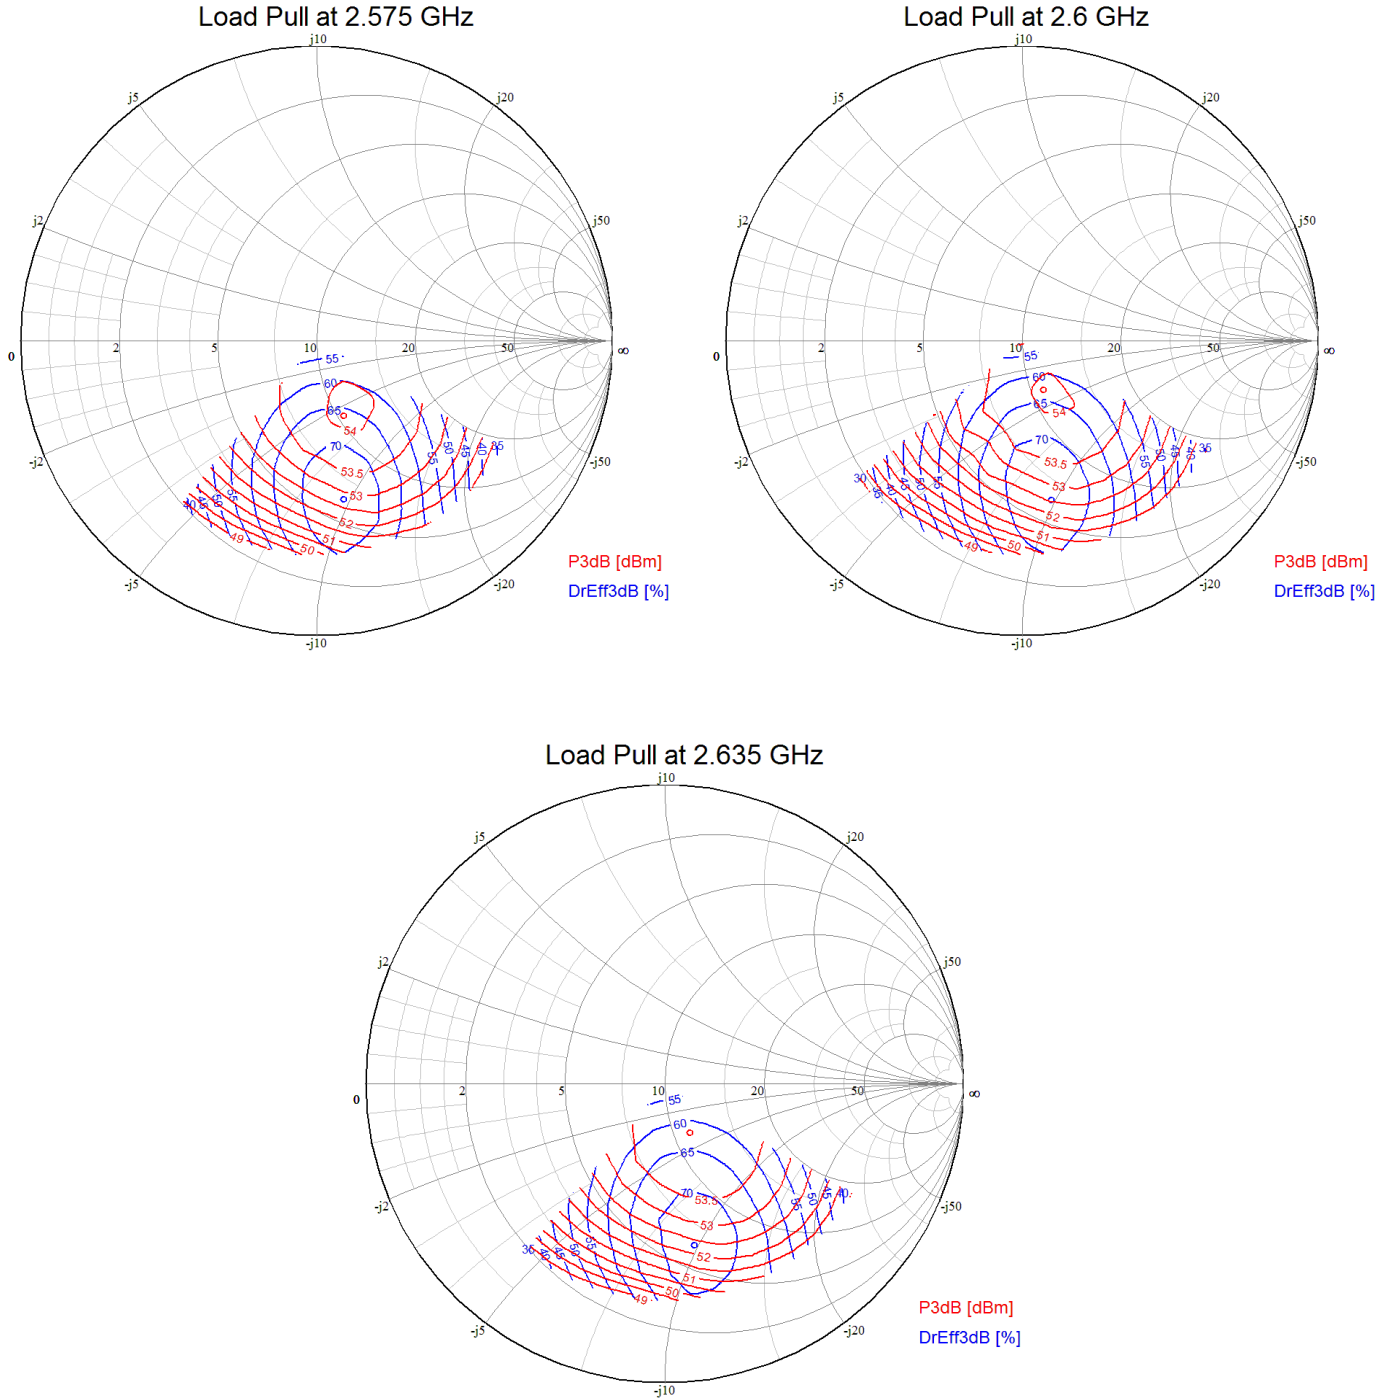 Load Pull at 2.575 GHz
j10
j5
j20
j2
j50
0
2
5
10
20
50
∞
55
60
65
54
70
53.5
53
52
51
50
49
40
45
50
55
55
50
45
40
35
-j2
-j50
-j5
-j20
-j10
P3dB [dBm]
DrEff3dB [%]
Load Pull at 2.6 GHz
j10
j5
j20
j2
j50
0
2
5
10
20
50
∞
55
60
65
54
70
53.5
53
52
51
50
49
30
35
40
45
50
55
55
50
45
40
35
-j2
-j50
-j5
-j20
-j10
P3dB [dBm]
DrEff3dB [%]
Load Pull at 2.635 GHz
j10
j5
j20
j2
j50
0
2
5
10
20
50
∞
55
60
65
70
53.5
53
52
51
50
49
35
40
45
50
55
55
50
45
40
-j2
-j50
-j5
-j20
-j10
P3dB [dBm]
DrEff3dB [%]